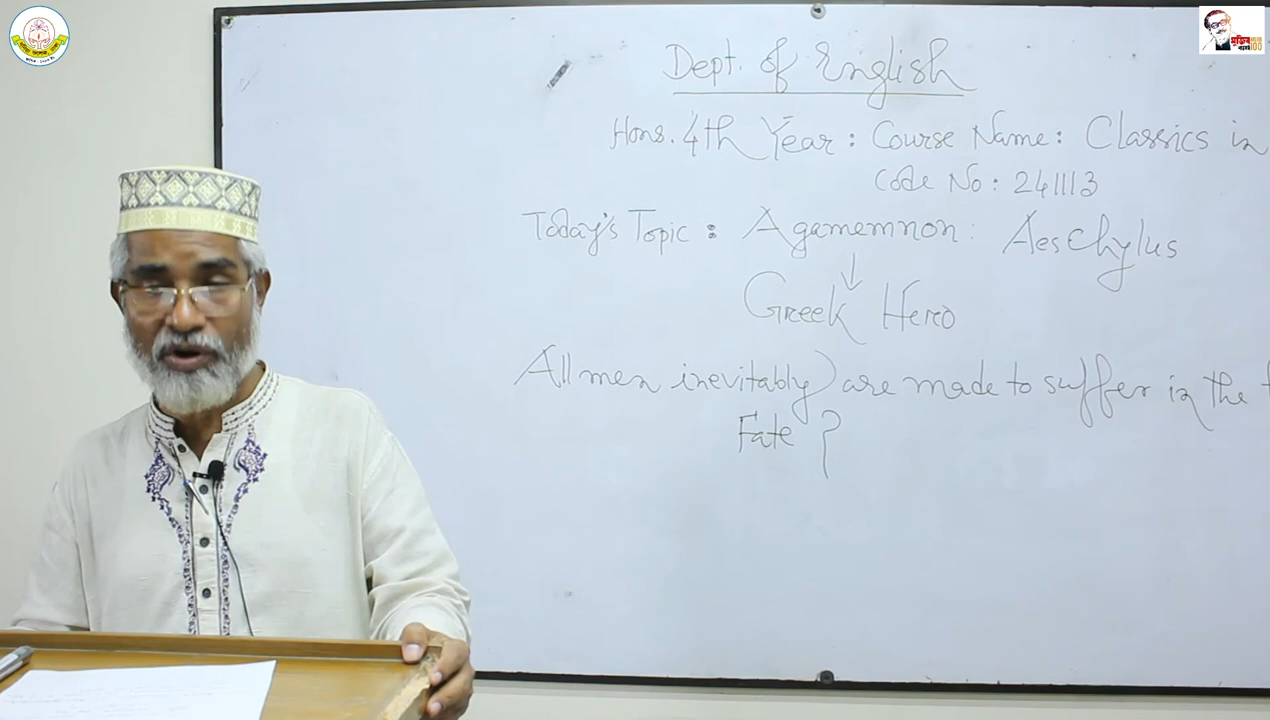 Dept. of English
Hons. 4th Year : Course Name: Classics in
Code No: 241113
Today's Topic : Agamemnon: Aeschylus
Greek Hero
All men inevitably) are made to suffer in the
Fate ?
মুজিব
100